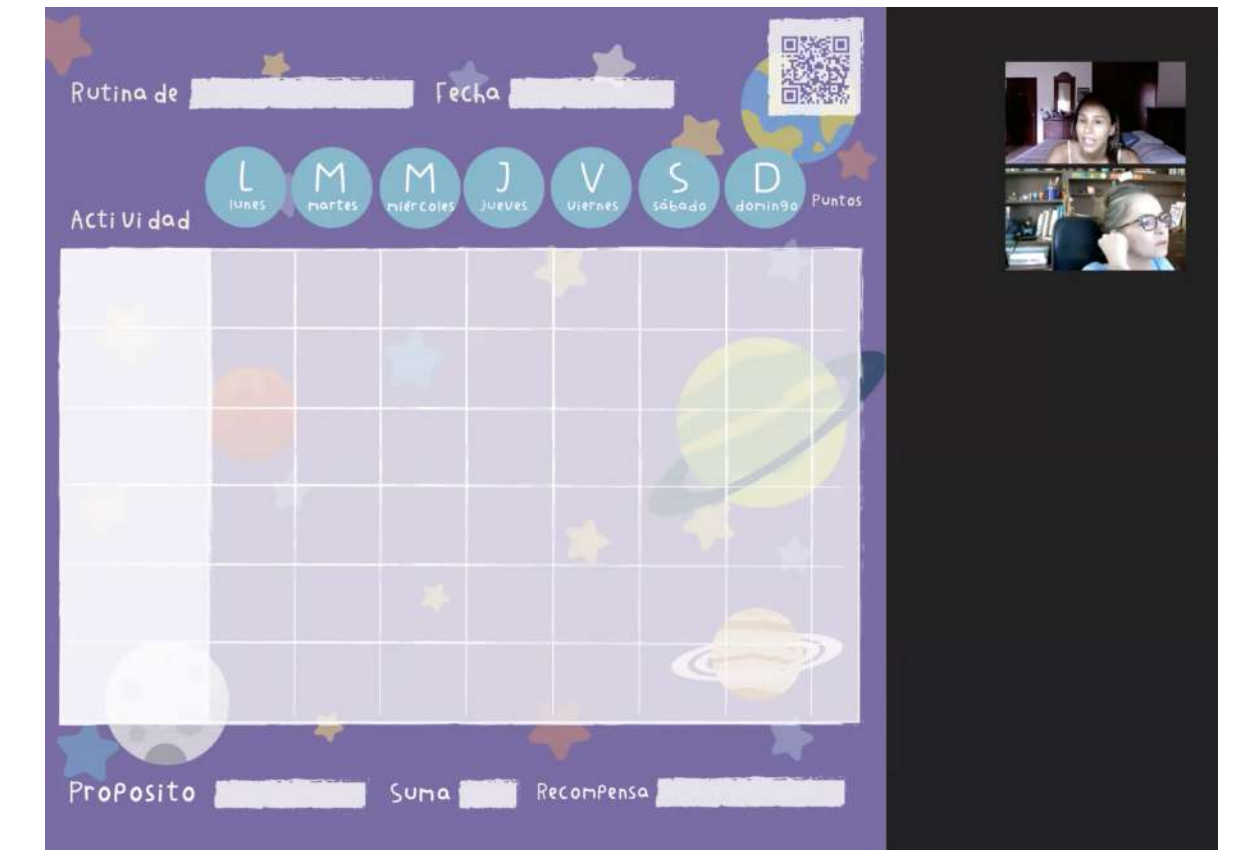 Rutina de Fecha
L M M J V S D
lunes martes miércoles jueves viernes sábado domingo Puntos
Actividad
Proposito Suma Recompensa